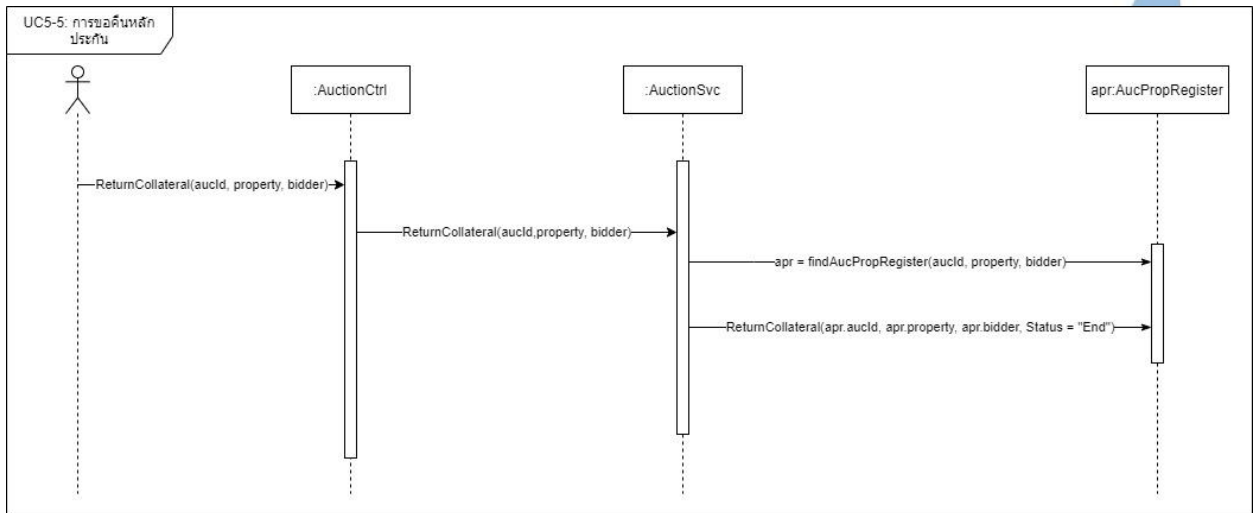 UC5-5: การขอคืนหลัก
ประกัน
:AuctionCtrl
:AuctionSvc
apr:AucPropRegister
ReturnCollateral(aucId, property, bidder)
ReturnCollateral(aucId,property, bidder)
apr = findAucPropRegister(aucId, property, bidder)
ReturnCollateral(apr.aucId, apr.property, apr.bidder, Status = "End")